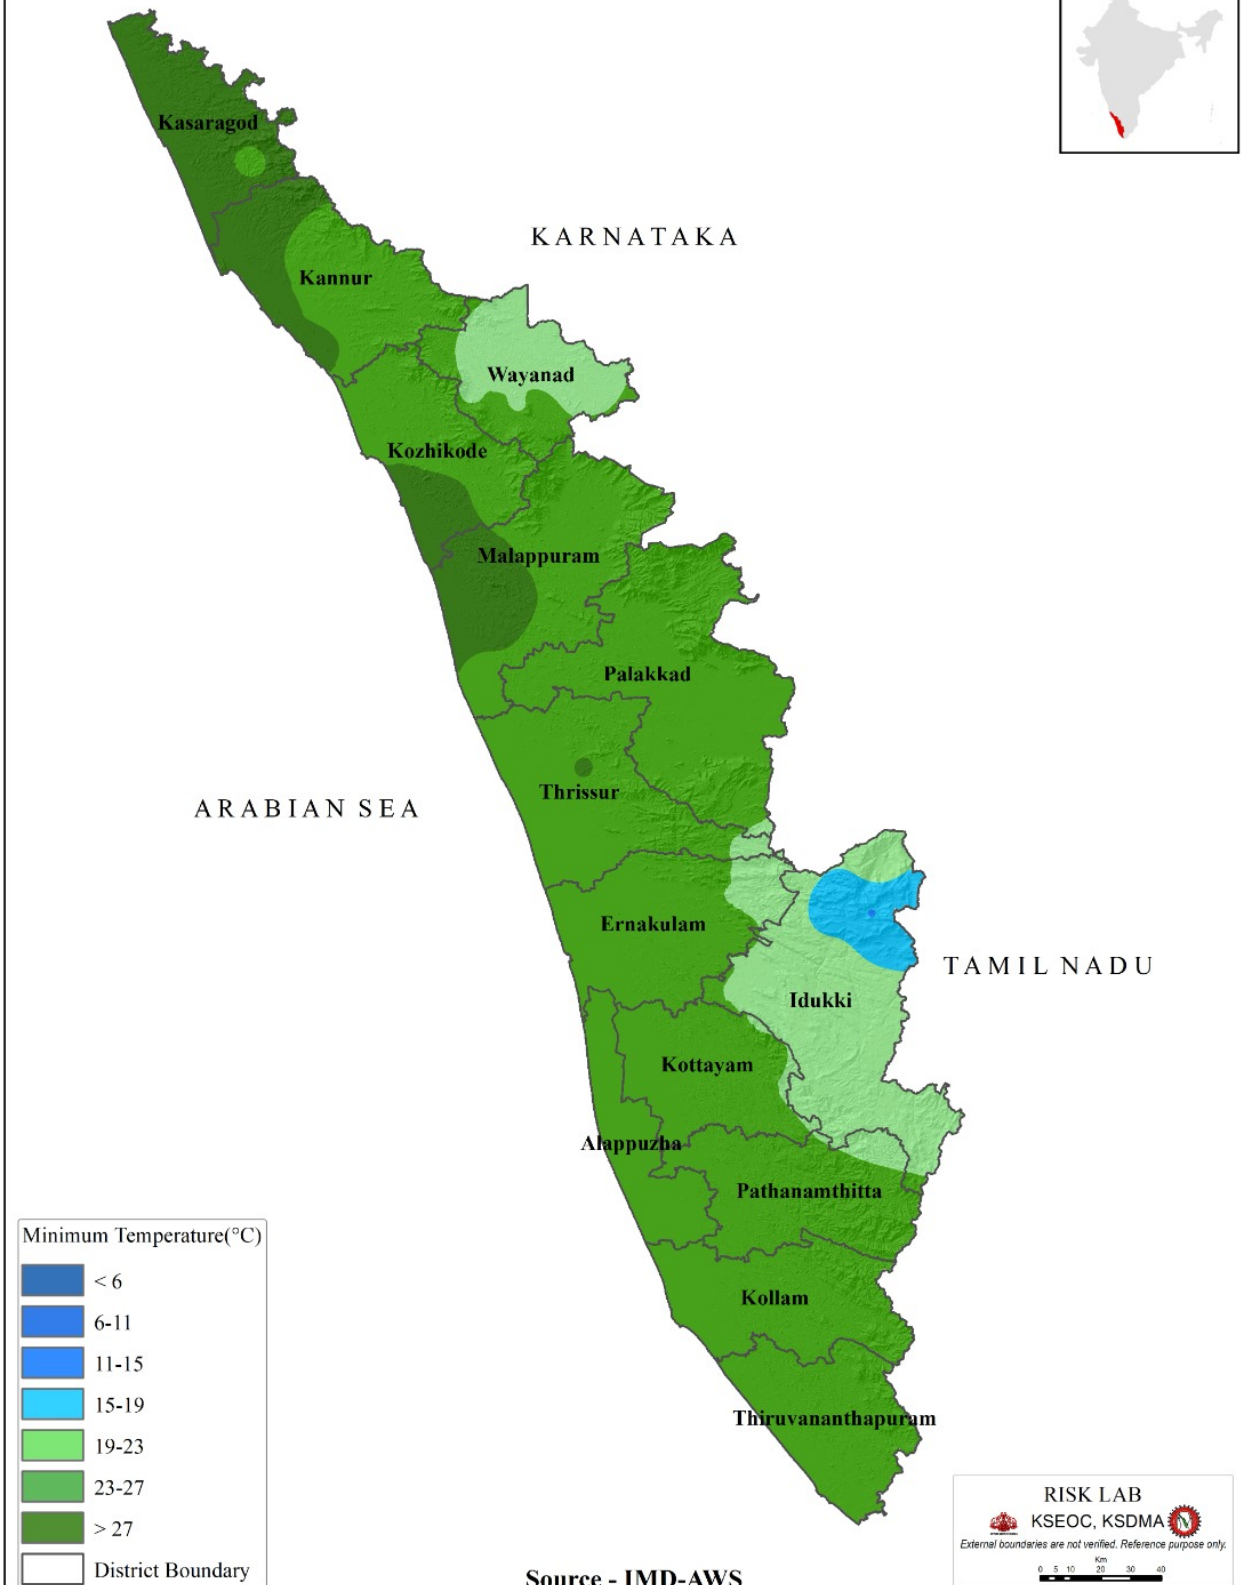 Kasaragod
KARNATAKA
Kannur
Wayanad
Kozhikode
Malappuram
Palakkad
Thrissur
ARABIAN SEA
Ernakulam
TAMIL NADU
Idukki
Kottayam
Alappuzha
Pathanamthitta
Kollam
Thiruvananthapuram
Minimum Temperature(°C)
< 6
6-11
11-15
15-19
19-23
23-27
> 27
District Boundary
RISK LAB
KSEOC, KSDMA
External boundaries are not verified. Reference purpose only.
Km
0 5 10 20 30 40
Source - IMD-AWS